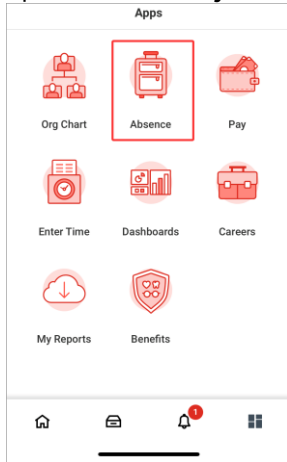 Apps
Org Chart Absence Pay
Enter Time Dashboards Careers
My Reports Benefits
1